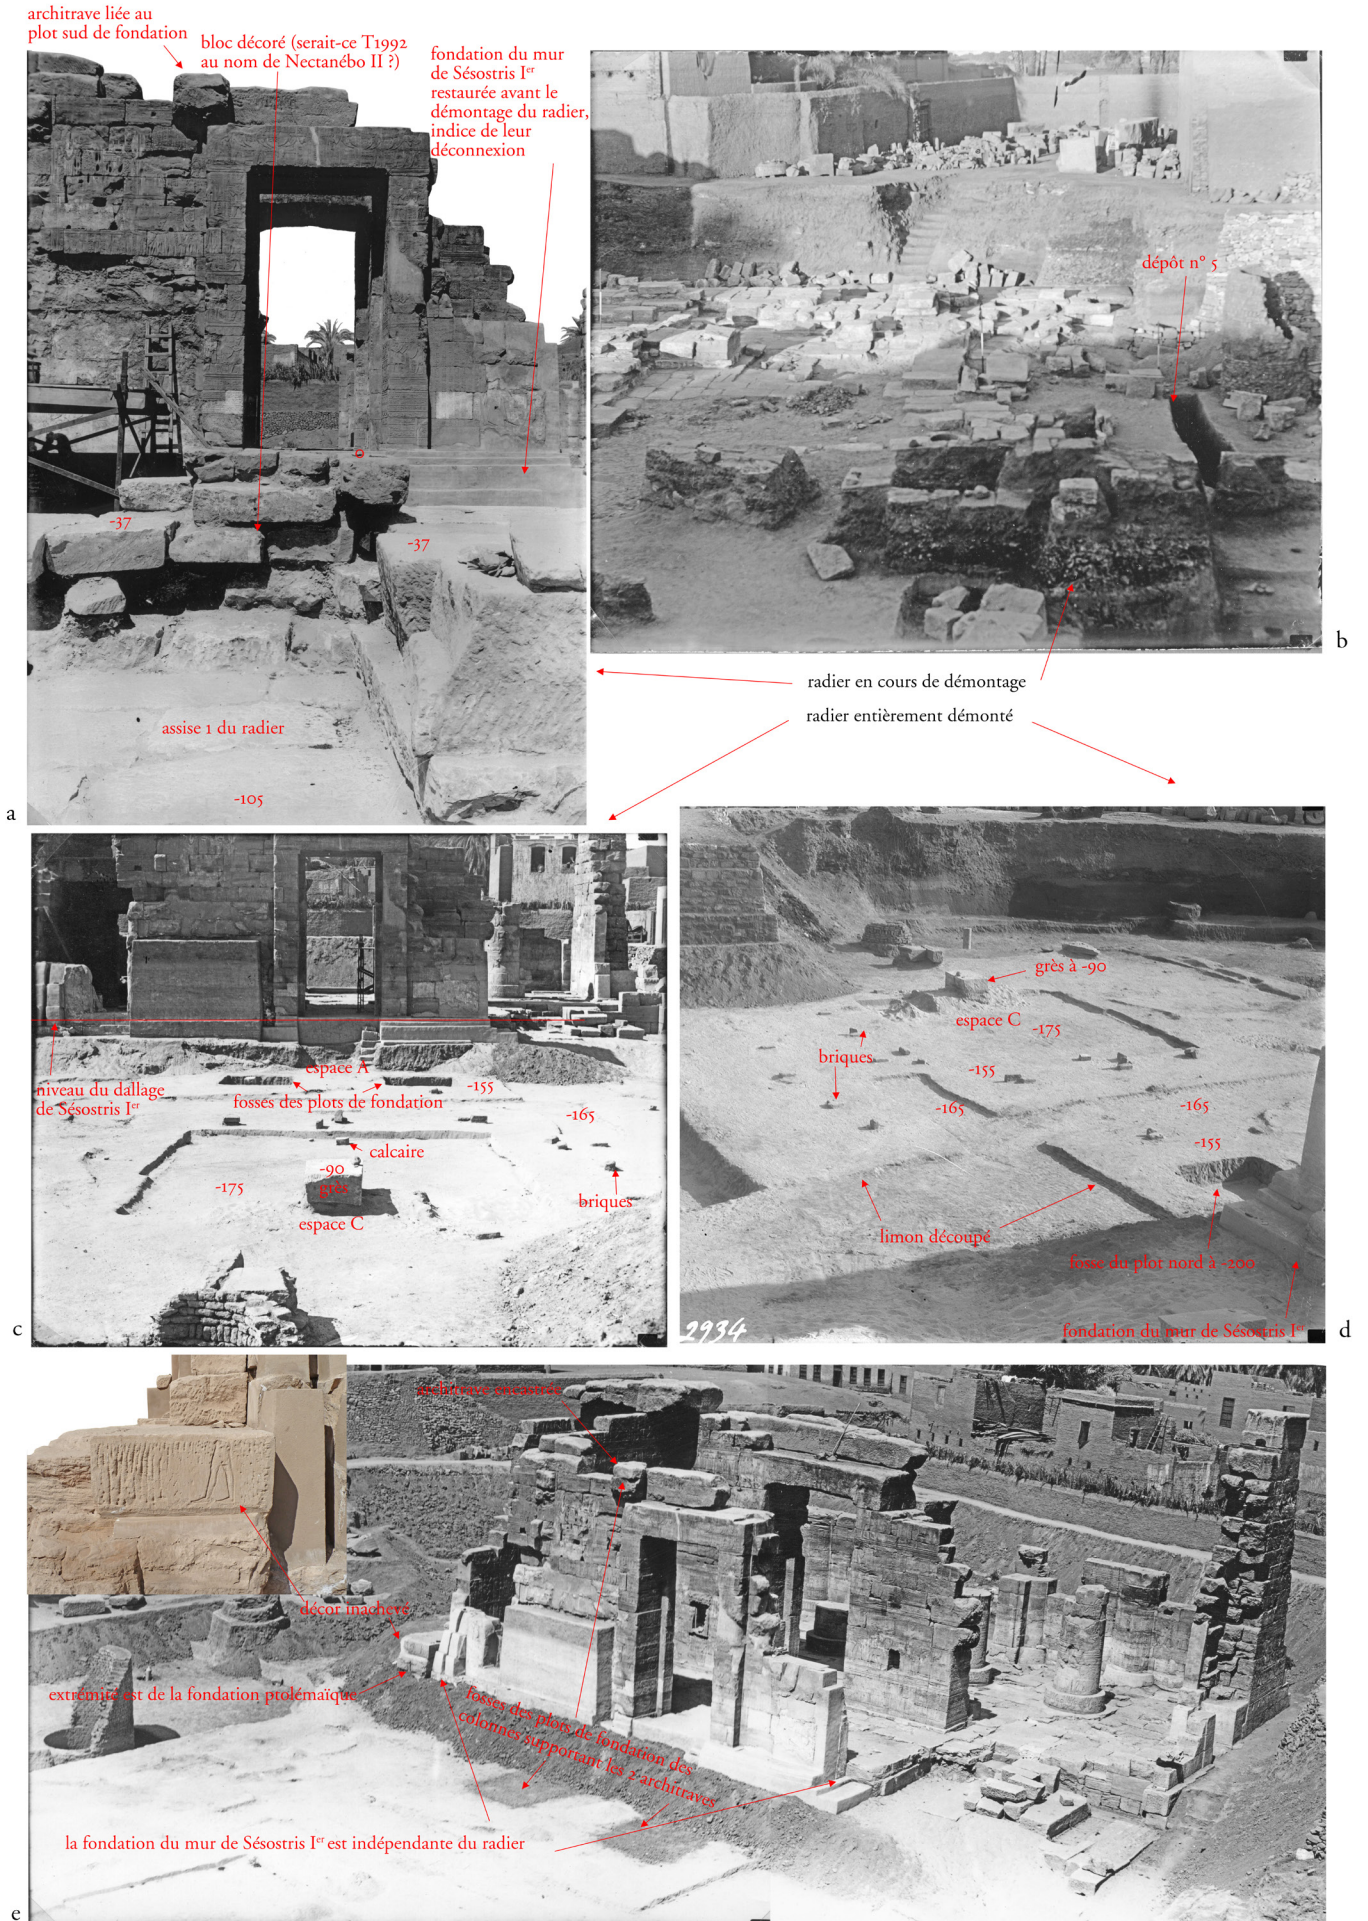 architrave liée au
plot sud de fondation
bloc décoré (serait-ce T1992
au nom de Nectanébo II ?)
fondation du mur
de Sésostris Ier
restaurée avant le
démontage du radier,
indice de leur
déconnexion
-37
-37
assise 1 du radier
-105
a
dépôt n° 5
b
radier en cours de démontage
radier entièrement démonté
espace A
niveau du dallage
de Sésostris Ier
fosses des plots de fondation
-155
-165
calcaire
-90
grès
-175
briques
espace C
c
grès à -90
espace C
-175
briques
-155
-165
-165
-155
limon découpé
fosse du plot nord à -200
fondation du mur de Sésostris Ier
2934
d
architrave encastrée
décor inachevé
extrémité est de la fondation ptolémaïque
fosses des plots de fondation des
colonnes supportant les 2 architraves
la fondation du mur de Sésostris Ier est indépendante du radier
e